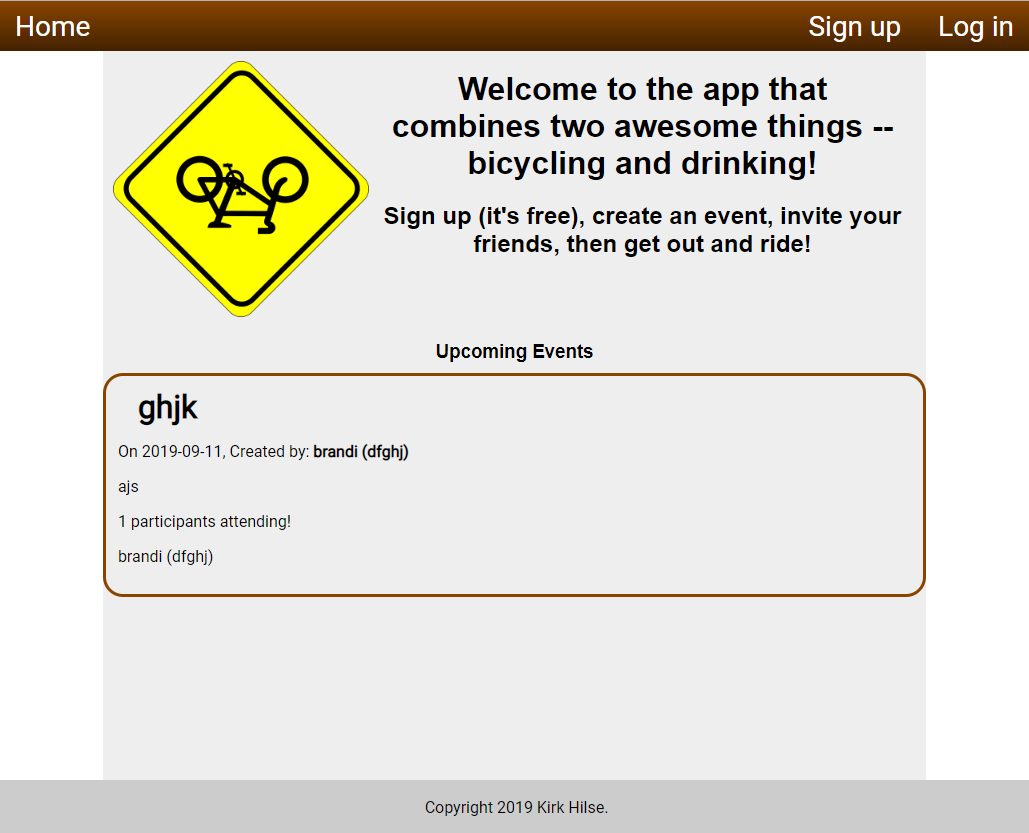 Home
Sign up
Log in
Welcome to the app that
combines two awesome things --
bicycling and drinking!
Sign up (it's free), create an event, invite your
friends, then get out and ride!
Upcoming Events
ghjk
On 2019-09-11, Created by: brandi (dfghj)
ajs
1 participants attending!
brandi (dfghj)
Copyright 2019 Kirk Hilse.